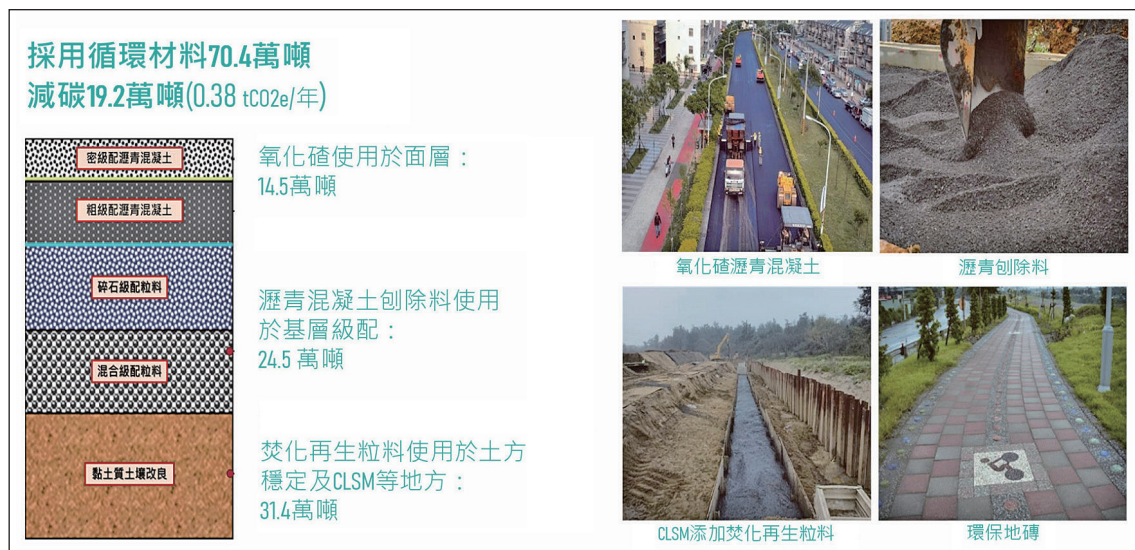 採用循環材料70.4萬噸
減碳19.2萬噸(0.38 tCO2e/年)
密級配瀝青混凝土
粗級配瀝青混凝土
碎石級配粒料
混合級配粒料
黏土質土壤改良
氧化碴使用於面層：
14.5萬噸
瀝青混凝土刨除料使用
於基層級配：
24.5 萬噸
焚化再生粒料使用於土方
穩定及CLSM等地方：
31.4萬噸
氧化碴瀝青混凝土
瀝青刨除料
CLSM添加焚化再生粒料
環保地磚